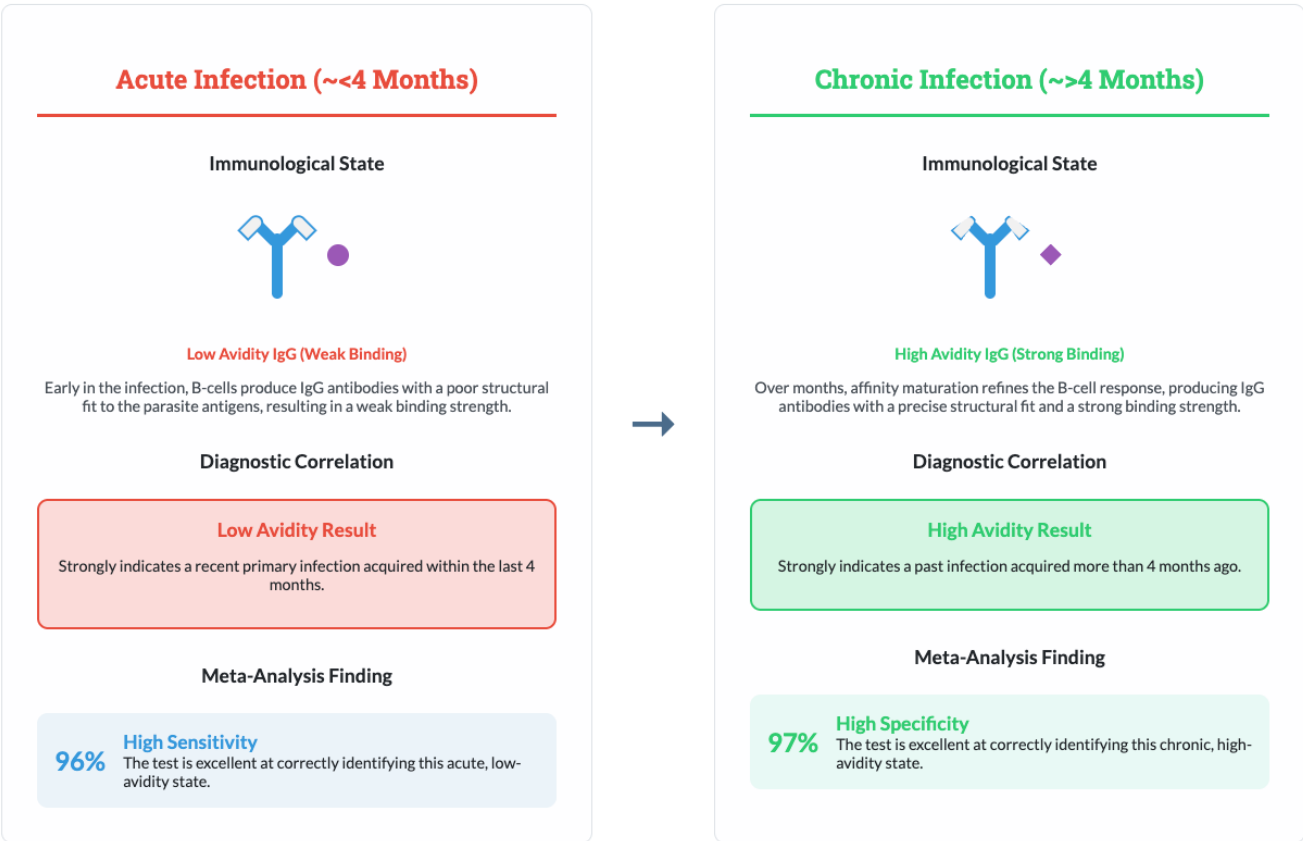 Acute Infection (~<4 Months)
Immunological State
Low Avidity IgG (Weak Binding)
Early in the infection, B-cells produce IgG antibodies with a poor structural
fit to the parasite antigens, resulting in a weak binding strength.
Diagnostic Correlation
Low Avidity Result
Strongly indicates a recent primary infection acquired within the last 4
months.
Meta-Analysis Finding
96%
High Sensitivity
The test is excellent at correctly identifying this acute, low-
avidity state.
Chronic Infection (~>4 Months)
Immunological State
High Avidity IgG (Strong Binding)
Over months, affinity maturation refines the B-cell response, producing IgG
antibodies with a precise structural fit and a strong binding strength.
Diagnostic Correlation
High Avidity Result
Strongly indicates a past infection acquired more than 4 months ago.
Meta-Analysis Finding
97%
High Specificity
The test is excellent at correctly identifying this chronic, high-
avidity state.